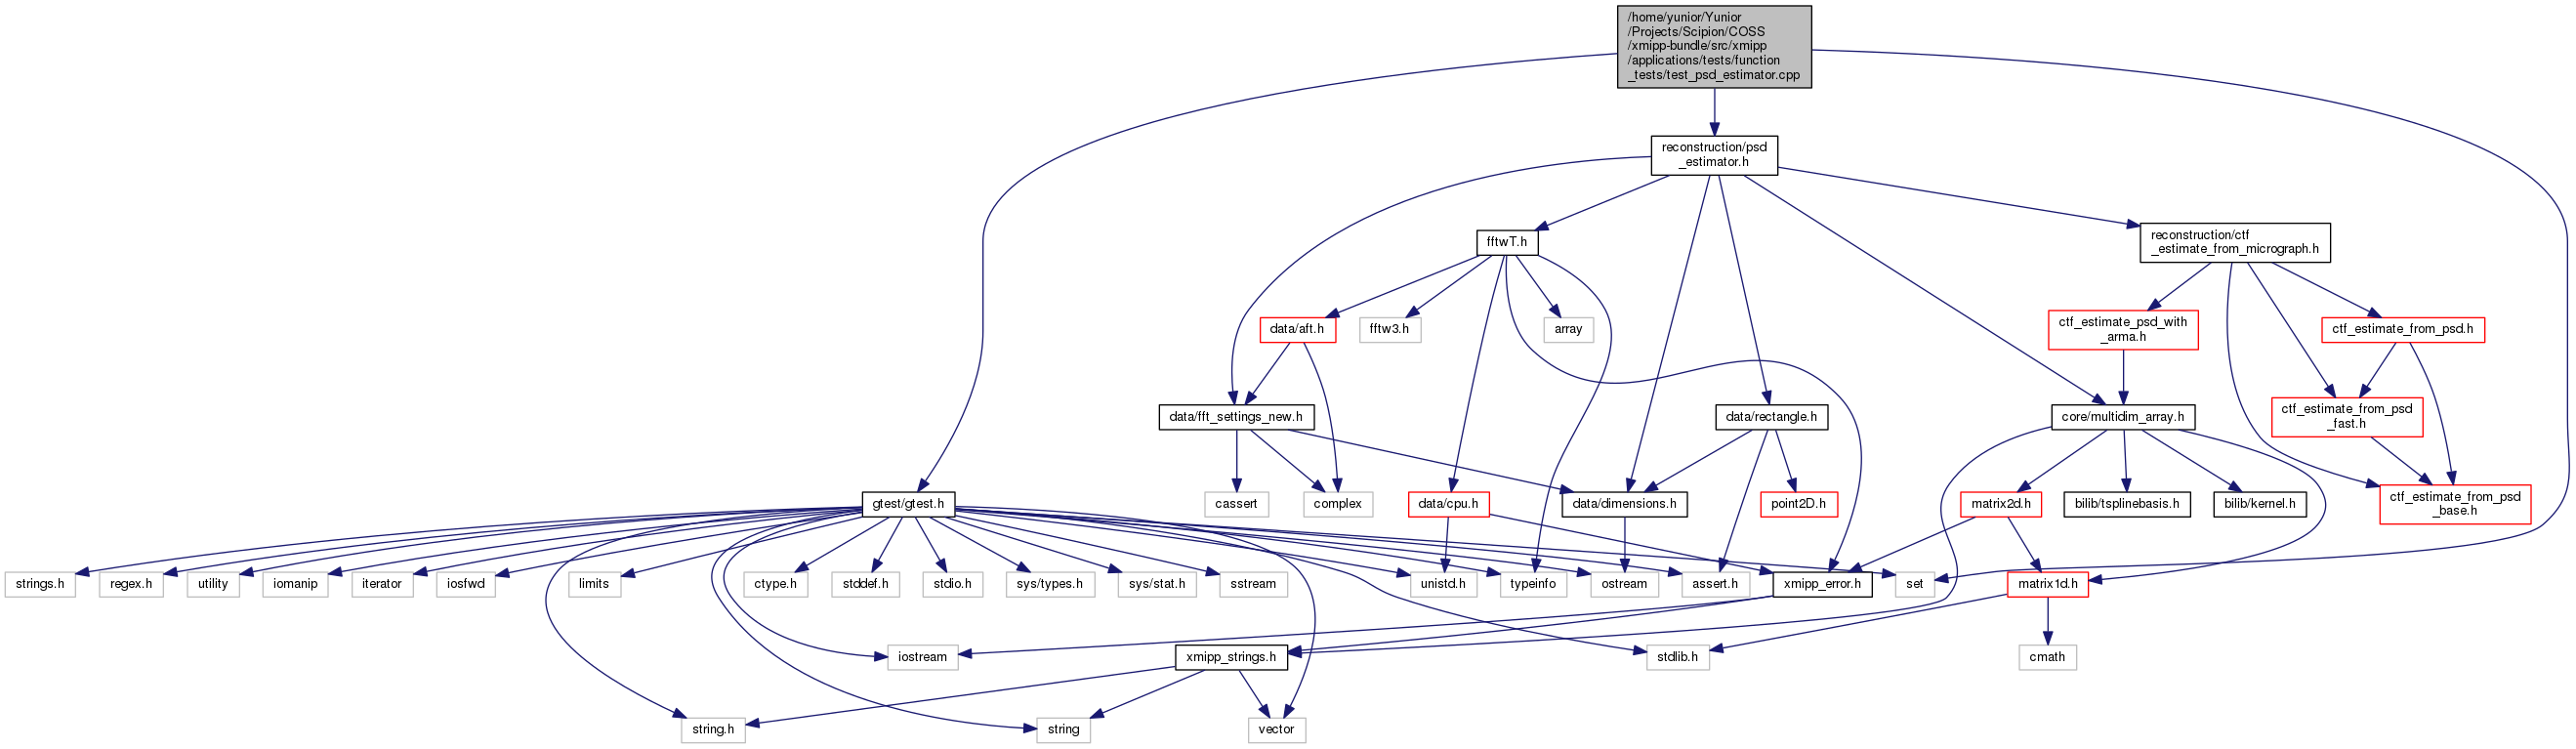 /home/yunior/Yunior
/Projects/Scipion/COSS
/xmipp-bundle/src/xmipp
/applications/tests/function
_tests/test_psd_estimator.cpp
reconstruction/psd
_estimator.h
fftwT.h
reconstruction/ctf
_estimate_from_micrograph.h
data/aft.h
fftw3.h
array
ctf_estimate_psd_with
_arma.h
ctf_estimate_from_psd.h
data/fft_settings_new.h
data/rectangle.h
core/multidim_array.h
ctf_estimate_from_psd
_fast.h
gtest/gtest.h
cassert
complex
data/cpu.h
data/dimensions.h
point2D.h
matrix2d.h
bilib/tsplinebasis.h
bilib/kernel.h
ctf_estimate_from_psd
_base.h
strings.h
regex.h
utility
iomanip
iterator
iosfwd
limits
ctype.h
stddef.h
stdio.h
sys/types.h
sys/stat.h
sstream
unistd.h
typeinfo
ostream
assert.h
xmipp_error.h
set
matrix1d.h
iostream
xmipp_strings.h
stdlib.h
cmath
string.h
string
vector